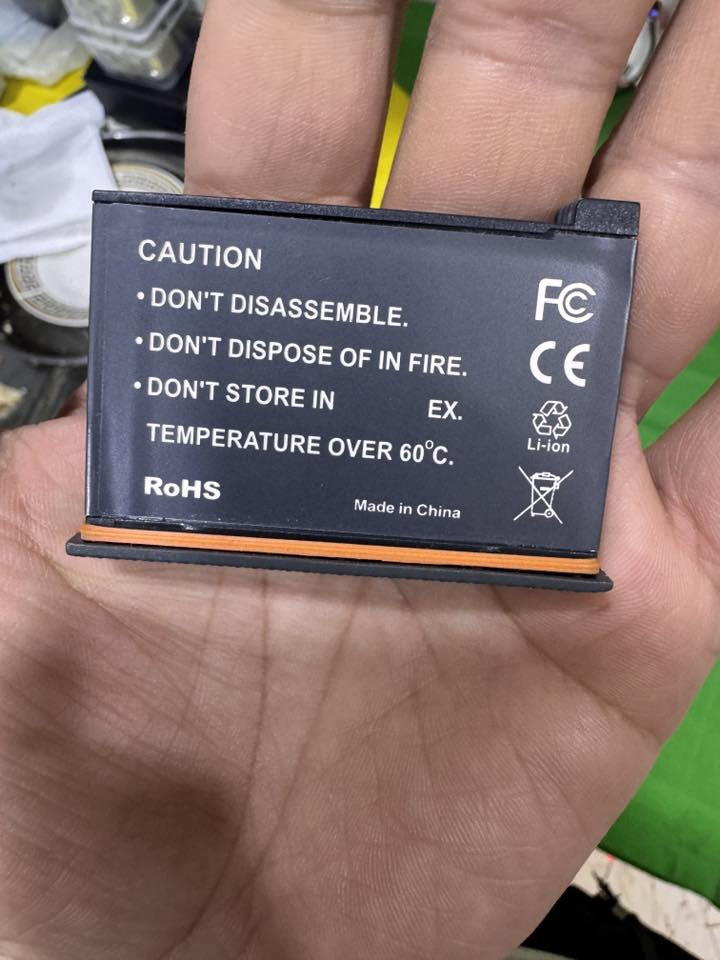 CAUTION
• DON'T DISASSEMBLE.
• DON'T DISPOSE OF IN FIRE.
• DON'T STORE IN EX.
TEMPERATURE OVER 60°C.
RoHS
Made in China
FC
CE
Li-ion